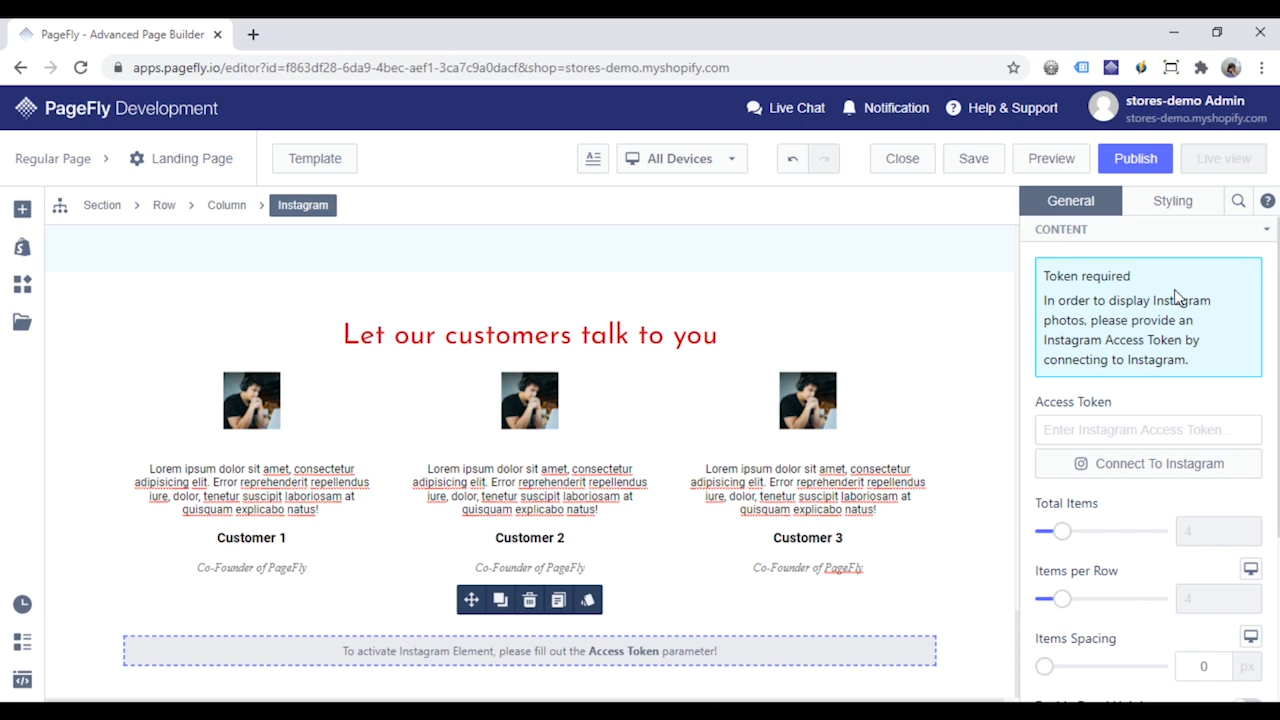 PageFly - Advanced Page Builder
apps.pagefly.io/editor?id=f863df28-6da9-4bec-aef1-3ca7c9a0dacf&shop=stores-demo.myshopify.com
PageFly Development
Live Chat
Notification
Help & Support
stores-demo Admin
stores-demo.myshopify.com
Regular Page
Landing Page
Template
All Devices
Close
Save
Preview
Publish
Live view
Section
Row
Column
Instagram
General
Styling
CONTENT
Token required
In order to display Instagram
photos, please provide an
Instagram Access Token by
connecting to Instagram.
Access Token
Enter Instagram Access Token...
Connect To Instagram
Total Items
4
Items per Row
4
Items Spacing
0 px
Let our customers talk to you
Lorem ipsum dolor sit amet, consectetur
adipisicing elit. Error reprehenderit repellendus
iure, dolor, tenetur suscipit laboriosam at
quisquam explicabo natus!
Customer 1
Co-Founder of PageFly
Lorem ipsum dolor sit amet, consectetur
adipisicing elit. Error reprehenderit repellendus
iure, dolor, tenetur suscipit laboriosam at
quisquam explicabo natus!
Customer 2
Co-Founder of PageFly
Lorem ipsum dolor sit amet, consectetur
adipisicing elit. Error reprehenderit repellendus
iure, dolor, tenetur suscipit laboriosam at
quisquam explicabo natus!
Customer 3
Co-Founder of PageFly
To activate Instagram Element, please fill out the Access Token parameter!